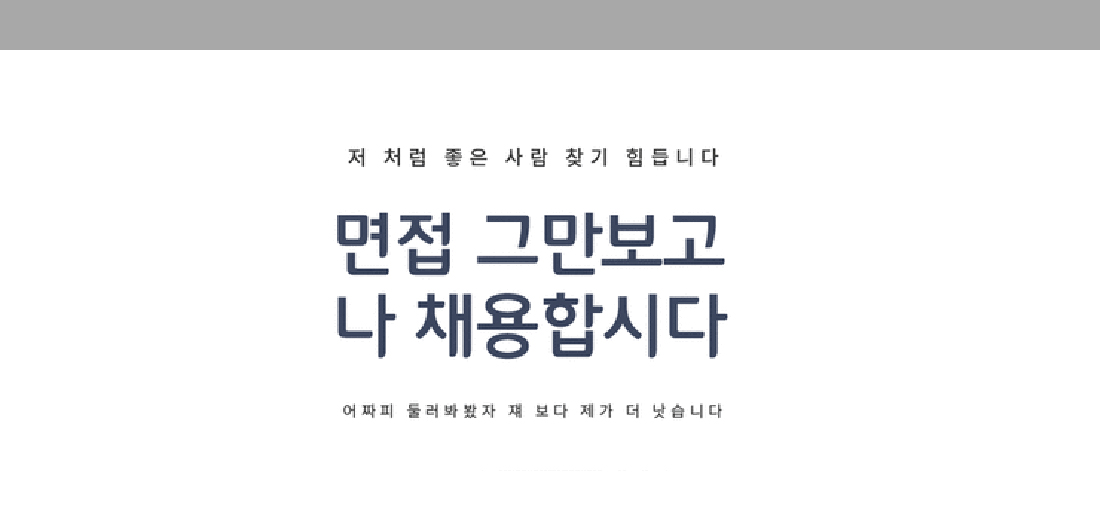 저 처럼 좋은 사람 찾기 힘듭니다
면접 그만보고
나 채용합시다
어짜피 둘러봐봤자 쟤 보다 제가 더 낫습니다